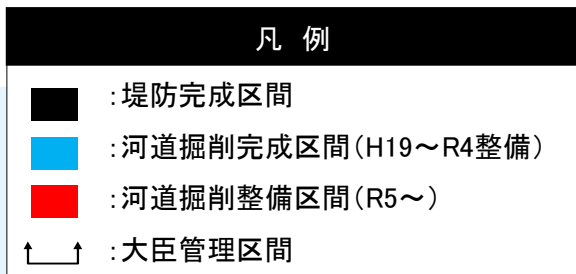 凡 例
：堤防完成区間
：河道掘削完成区間（H19～R4整備）
：河道掘削整備区間（R5～）
：大臣管理区間